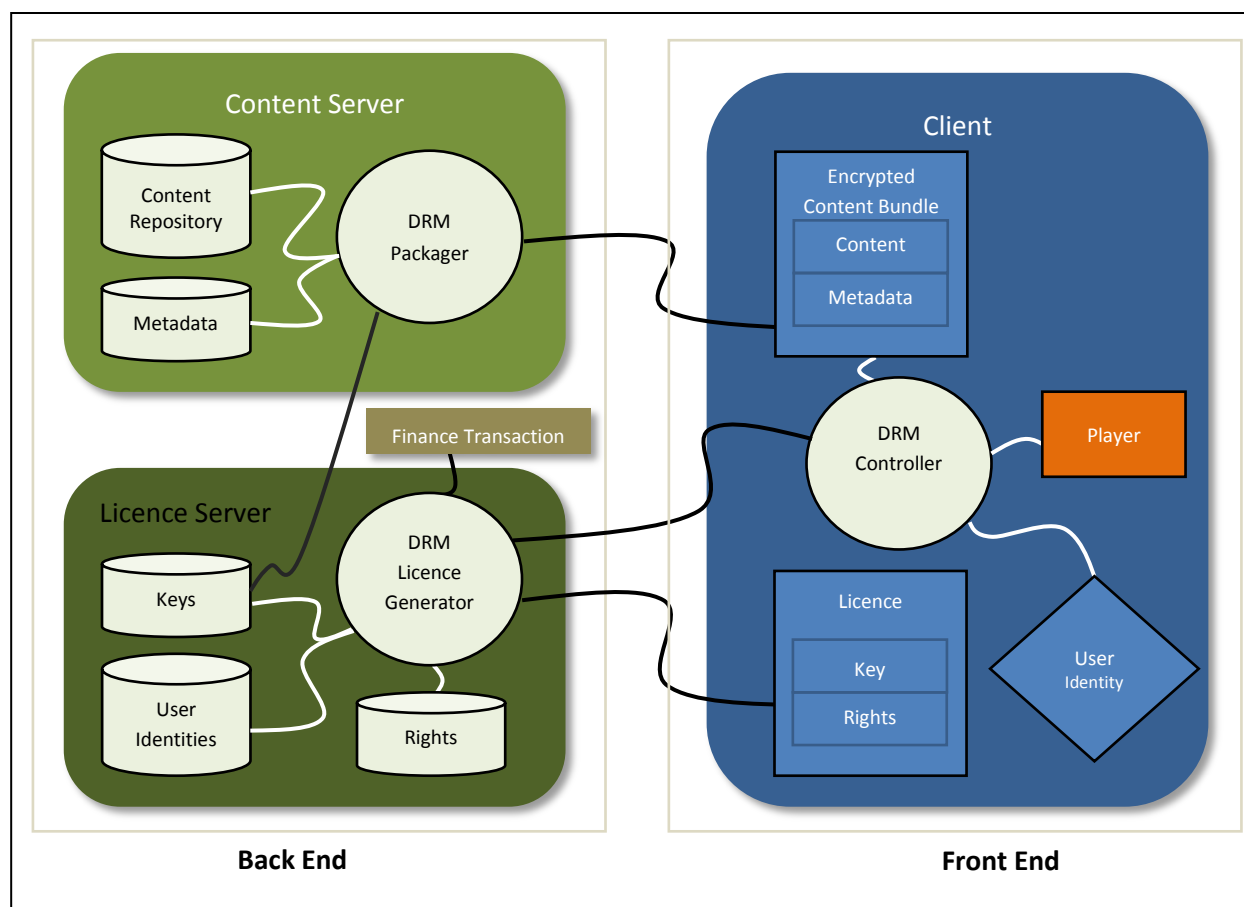 Content Server
Content
Repository
Metadata
DRM
Packager
Finance Transaction
Licence Server
Keys
User
Identities
DRM
Licence
Generator
Rights
Back End
Client
Encrypted
Content Bundle
Content
Metadata
DRM
Controller
Player
Licence
Key
Rights
User
Identity
Front End